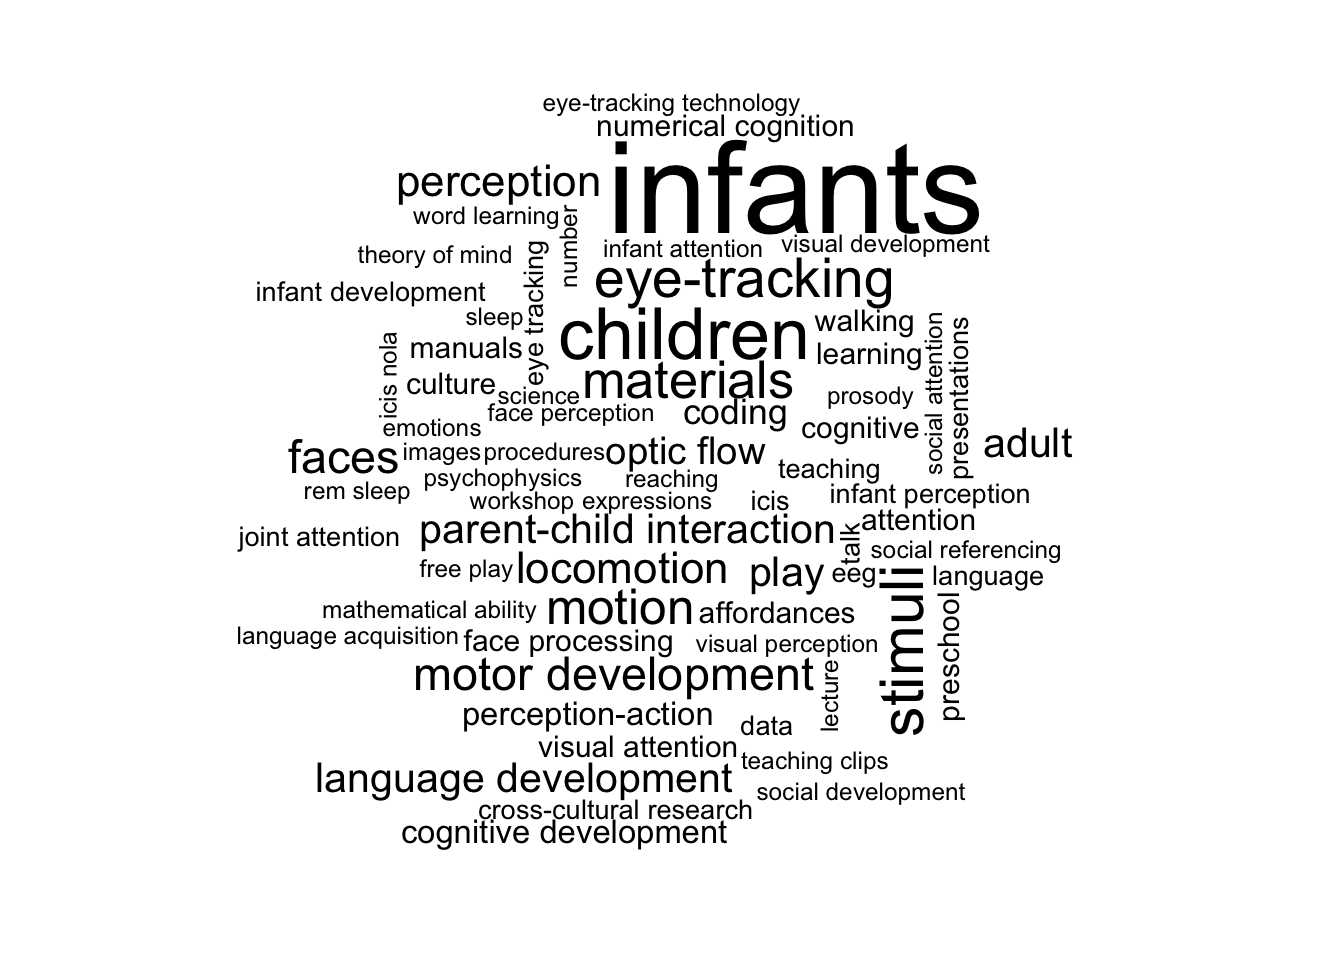 eye-tracking technology
numerical cognition
infants
perception
word learning
number
infant attention
visual development
theory of mind
eye tracking
eye-tracking
infant development
sleep
children
walking
icis nola
manuals
learning
social attention
presentations
culture
science
materials
prosody
face perception
coding
emotions
cognitive
adult
faces
images
procedures
optic flow
teaching
psychophysics
reaching
rem sleep
workshop
expressions
icis
infant perception
joint attention
parent-child interaction
talk
attention
social referencing
free play
locomotion
play
eeg
stimuli
language
mathematical ability
motion
affordances
preschool
language acquisition
face processing
visual perception
motor development
lecture
perception-action
data
visual attention
teaching clips
language development
social development
cross-cultural research
cognitive development